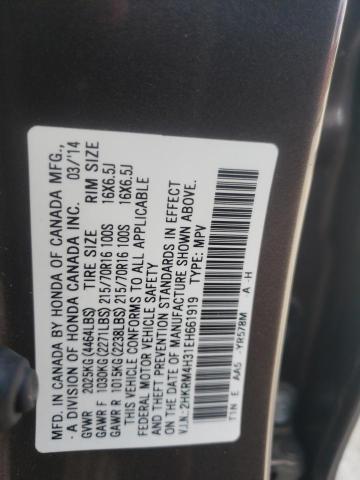 MFD. IN CANADA BY HONDA OF CANADA MFG.,
-A DIVISION OF HONDA CANADA INC. 03/'14
TIRE SIZE RIM SIZE
GVWR 2025KG(4464LBS)
GAWR F 1030KG(2271LBS) 215/70R16 100S 16X6.5J
GAWR R 1015KG(2238LBS) 215/70R16 100S 16X6.5J
THIS VEHICLE CONFORMS TO ALL APPLICABLE
FEDERAL MOTOR VEHICLE SAFETY
AND THEFT PREVENTION STANDARDS IN EFFECT
ON THE DATE OF MANUFACTURE SHOWN ABOVE.
V.I.N.:2HKRM4H31EH661919 TYPE: MPV
T1N E AA5 -YR578M A-H